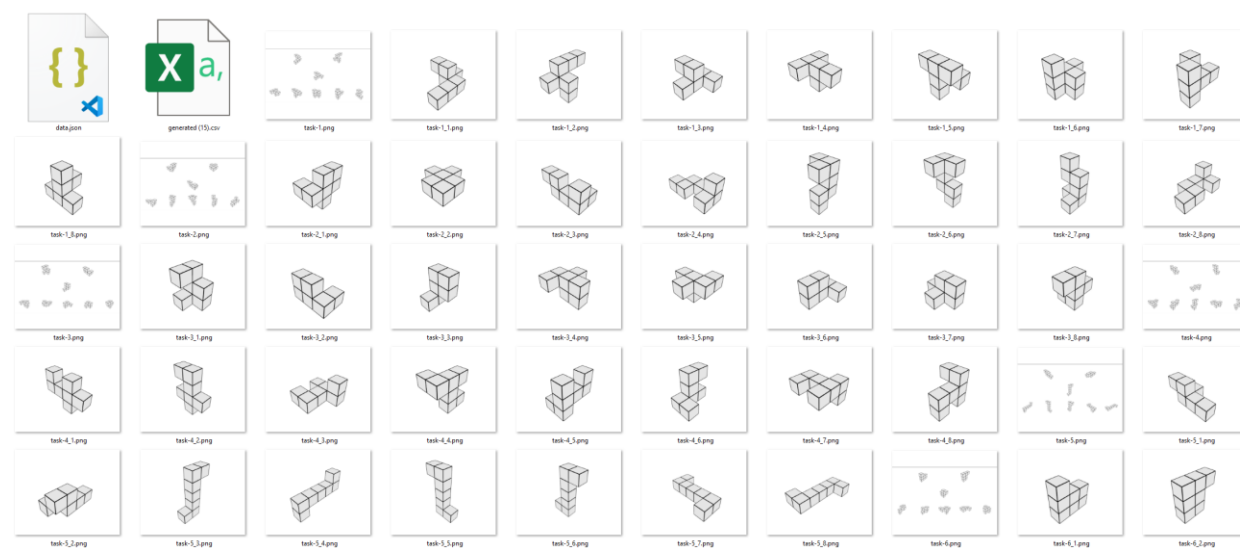 { }
X a,
data.json generated (15).csv task-1.png task-1_1.png task-1_2.png task-1_3.png task-1_4.png task-1_5.png task-1_6.png task-1_7.png
task-1_8.png task-2.png task-2_1.png task-2_2.png task-2_3.png task-2_4.png task-2_5.png task-2_6.png task-2_7.png task-2_8.png
task-3.png task-3_1.png task-3_2.png task-3_3.png task-3_4.png task-3_5.png task-3_6.png task-3_7.png task-3_8.png task-4.png
task-4_1.png task-4_2.png task-4_3.png task-4_4.png task-4_5.png task-4_6.png task-4_7.png task-4_8.png task-5.png task-5_1.png
task-5_2.png task-5_3.png task-5_4.png task-5_5.png task-5_6.png task-5_7.png task-5_8.png task-6.png task-6_1.png task-6_2.png